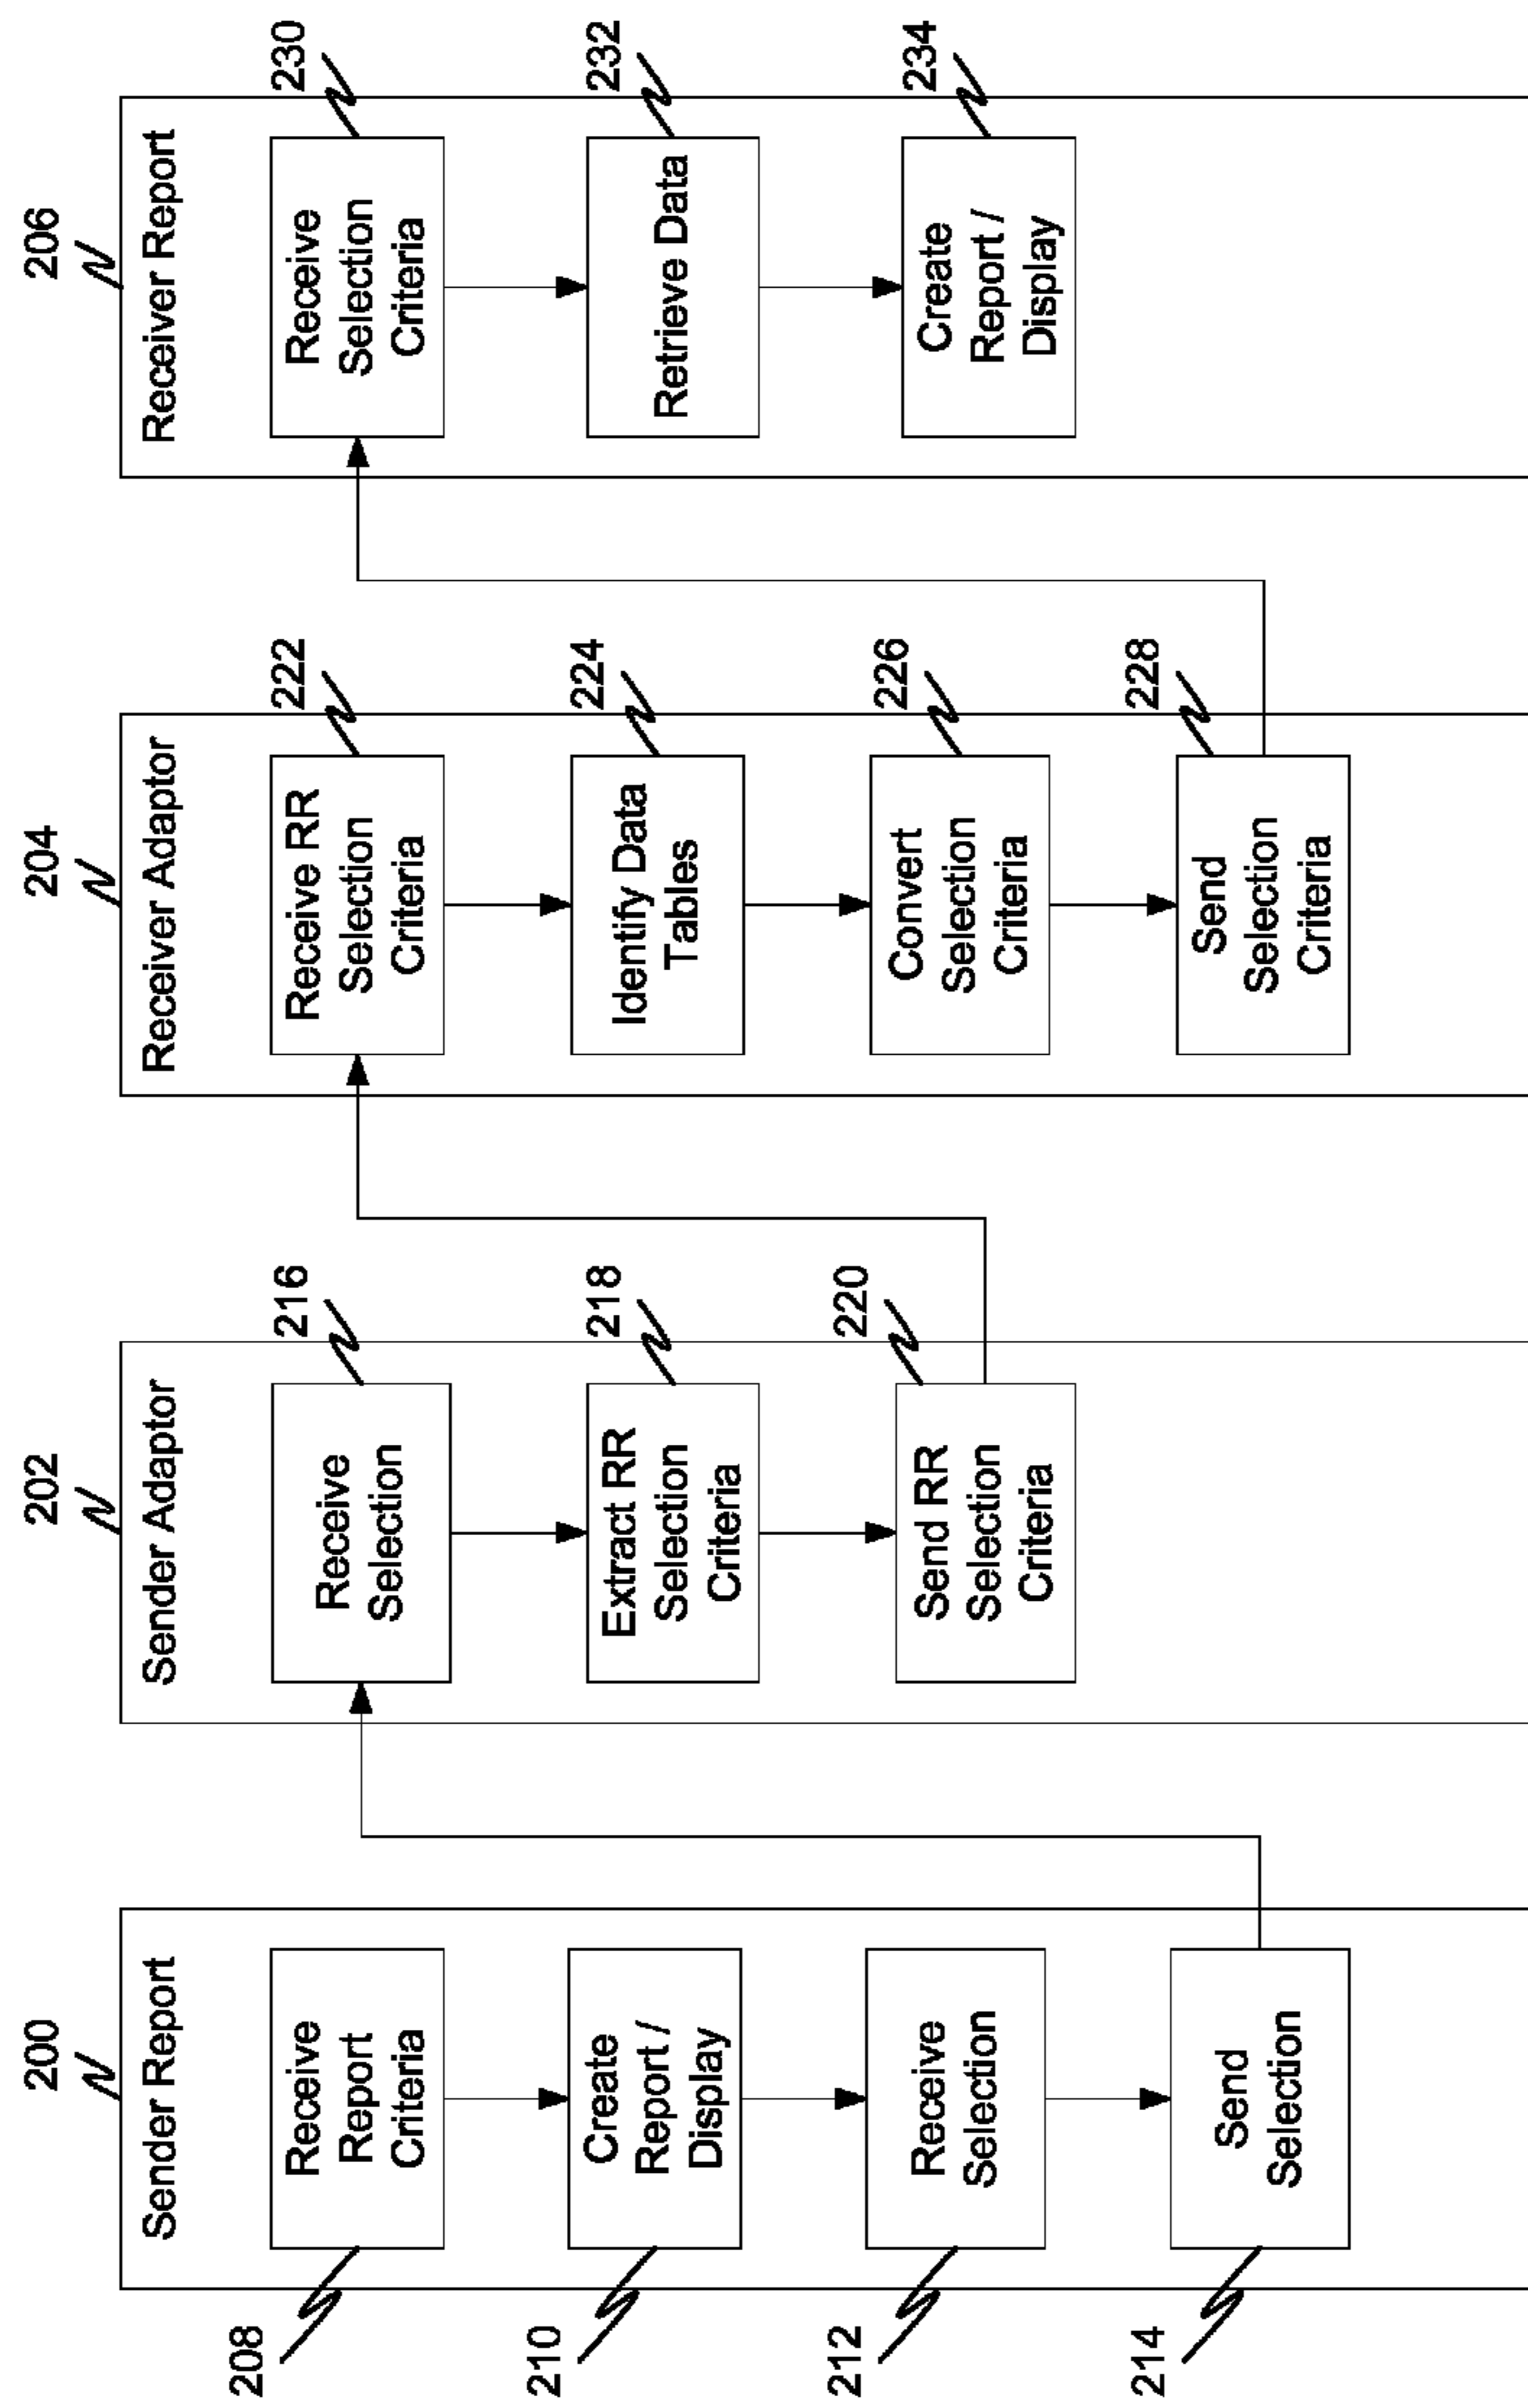 200
Sender Report
208
Receive
Report
Criteria
210
Create
Report /
Display
212
Receive
Selection
214
Send
Selection
202
Sender Adaptor
216
Receive
Selection
218
Extract RR
Selection
Criteria
220
Send RR
Selection
Criteria
204
Receiver Adaptor
222
Receive RR
Selection
Criteria
224
Identify Data
Tables
226
Convert
Selection
Criteria
228
Send
Selection
Criteria
206
Receiver Report
230
Receive
Selection
Criteria
232
Retrieve Data
234
Create
Report /
Display